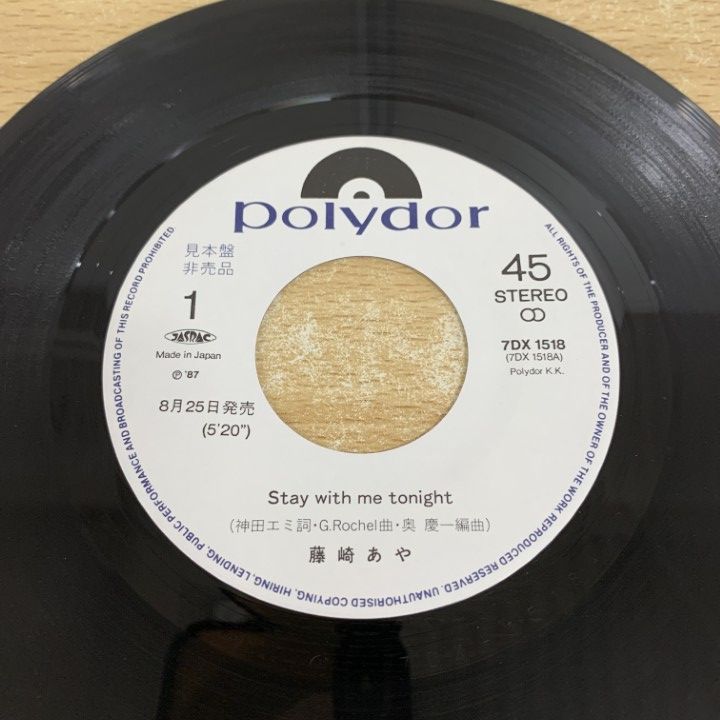 polydor
見本盤
非売品
1
JASRAC
Made in Japan
Ⓟ '87
8月25日発売
(5'20")
45
STEREO
7DX 1518
(7DX 1518A)
Polydor K.K.
Stay with me tonight
(神田エミ詞・G.Rochel曲・奥 慶一編曲)
藤崎あや
ALL RIGHTS OF THE PRODUCER AND OF THE OWNER OF THE WORK REPRODUCED RESERVED. UNAUTHORISED COPYING, HIRING, LENDING, PUBLIC PERFORMANCE AND BROADCASTING OF THIS RECORD PROHIBITED